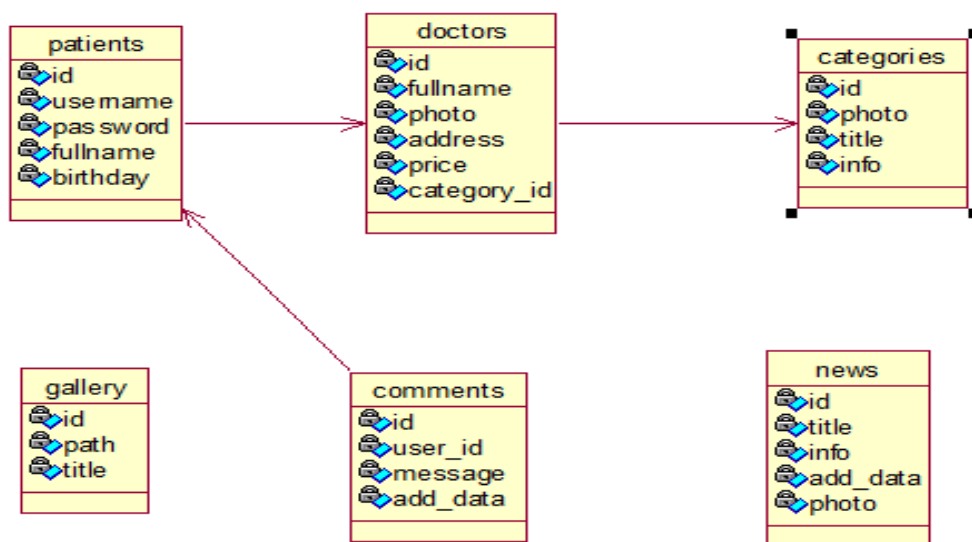 patients
id
username
password
fullname
birthday
doctors
id
fullname
photo
address
price
category_id
categories
id
photo
title
info
gallery
id
path
title
comments
id
user_id
message
add_data
news
id
title
info
add_data
photo